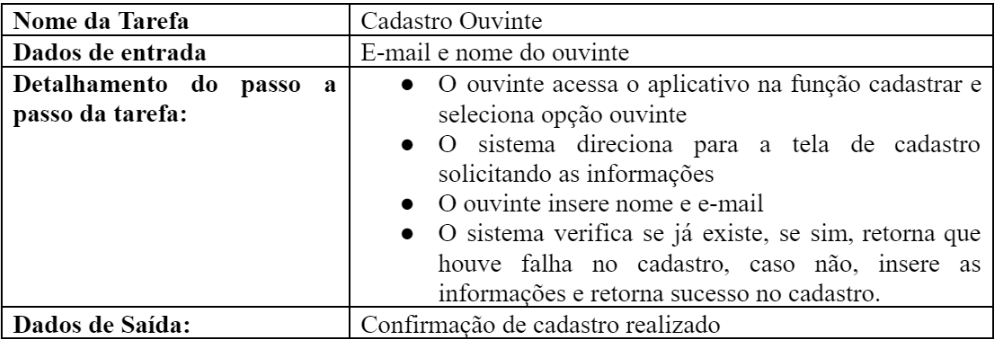 Nome da Tarefa
Cadastro Ouvinte
Dados de entrada
E-mail e nome do ouvinte
Detalhamento do passo a
passo da tarefa:
● O ouvinte acessa o aplicativo na função cadastrar e
seleciona opção ouvinte
● O sistema direciona para a tela de cadastro
solicitando as informações
● O ouvinte insere nome e e-mail
● O sistema verifica se já existe, se sim, retorna que
houve falha no cadastro, caso não, insere as
informações e retorna sucesso no cadastro.
Dados de Saída:
Confirmação de cadastro realizado